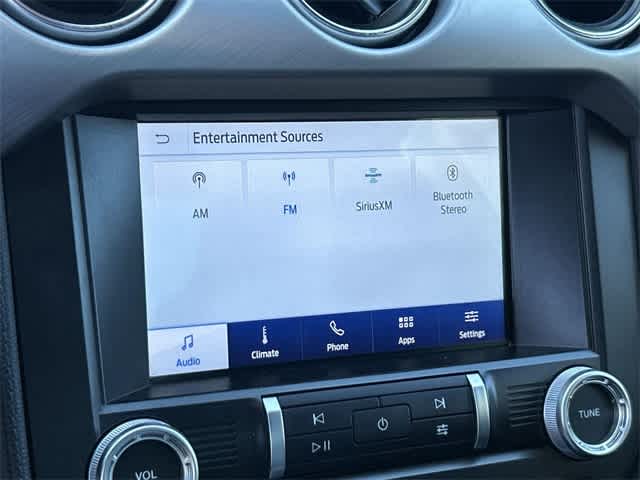 Entertainment Sources
AM
FM
SiriusXM
Bluetooth
Stereo
Audio
Climate
Phone
Apps
Settings
VOL
TUNE